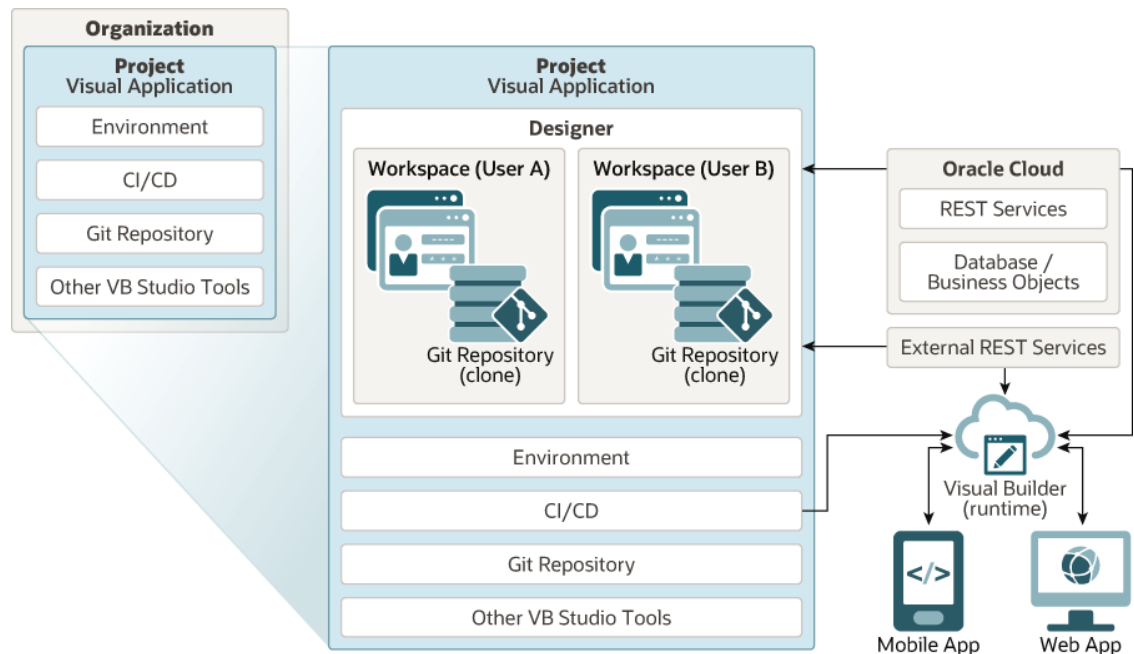 Organization
Project
Visual Application
Environment
CI/CD
Git Repository
Other VB Studio Tools
Project
Visual Application
Designer
Workspace (User A)
Git Repository
(clone)
Workspace (User B)
Git Repository
(clone)
Environment
CI/CD
Git Repository
Other VB Studio Tools
Oracle Cloud
REST Services
Database /
Business Objects
External REST Services
Visual Builder
(runtime)
</>
Mobile App
Web App